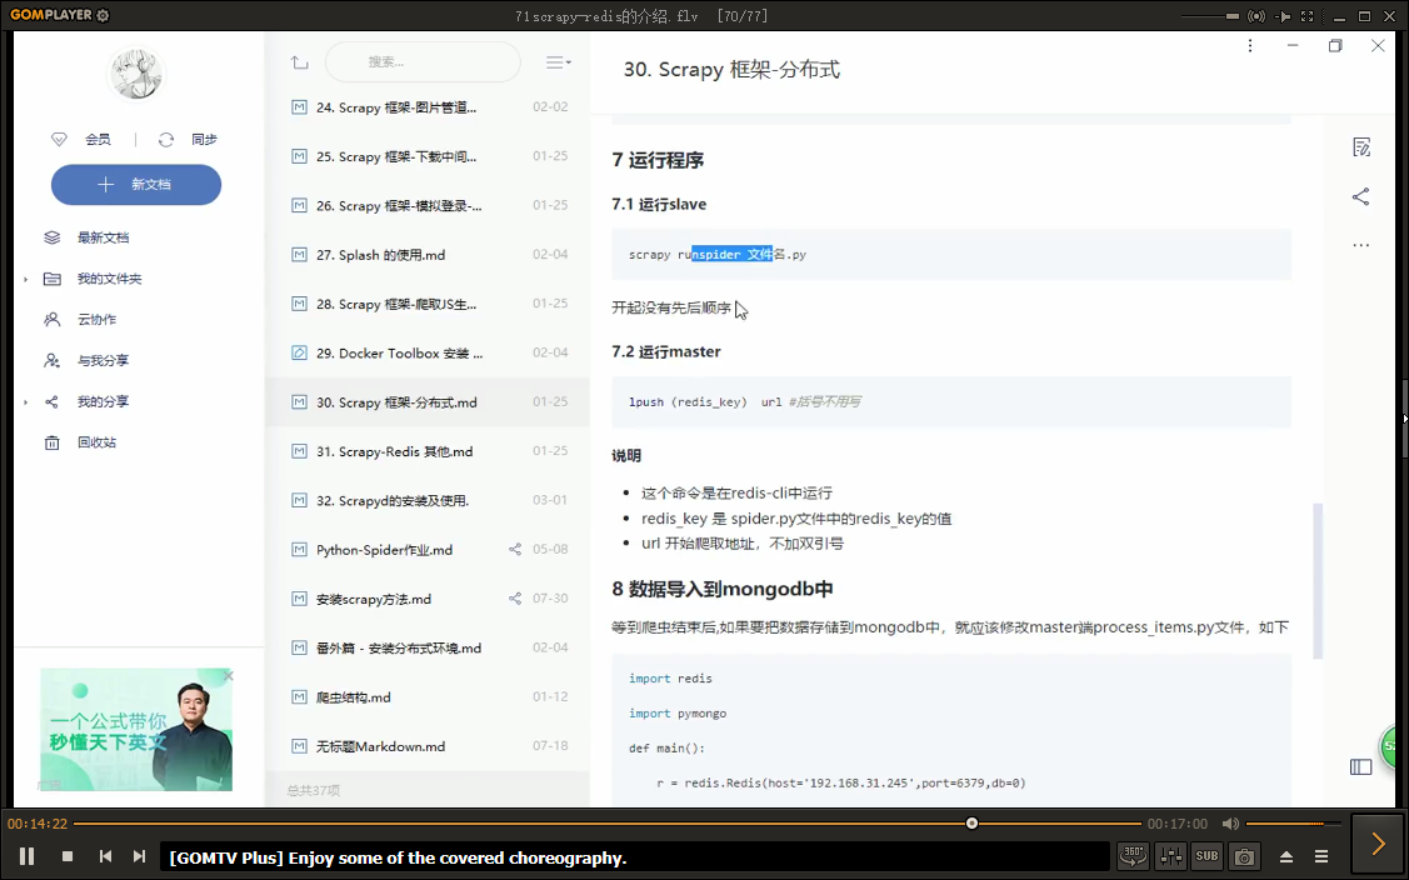 GOMPLAYER
71scrapy-redis的介绍.flv [70/77]
会员
同步
新文档
最新文档
我的文件夹
云协作
与我分享
我的分享
回收站
一个公式带你
秒懂天下英文
搜索...
24. Scrapy 框架-图片管道... 02-02
25. Scrapy 框架-下载中间... 01-25
26. Scrapy 框架-模拟登录-... 01-25
27. Splash 的使用.md 02-04
28. Scrapy 框架-爬取JS生... 01-25
29. Docker Toolbox 安装 ... 02-04
30. Scrapy 框架-分布式.md 01-25
31. Scrapy-Redis 其他.md 01-25
32. Scrapyd的安装及使用. 03-01
Python-Spider作业.md 05-08
安装scrapy方法.md 07-30
番外篇 - 安装分布式环境.md 02-04
爬虫结构.md 01-12
无标题Markdown.md 07-18
总共37项
30. Scrapy 框架-分布式
7 运行程序
7.1 运行slave
scrapy runspider 文件名.py
开起没有先后顺序
7.2 运行master
lpush (redis_key) url #括号不用写
说明
这个命令是在redis-cli中运行
redis_key 是 spider.py文件中的redis_key的值
url 开始爬取地址，不加双引号
8 数据导入到mongodb中
等到爬虫结束后,如果要把数据存储到mongodb中，就应该修改master端process_items.py文件，如下
import redis
import pymongo
def main():
r = redis.Redis(host='192.168.31.245',port=6379,db=0)
52
00:14:22
00:17:00
[GOMTV Plus] Enjoy some of the covered choreography.
360°
SUB